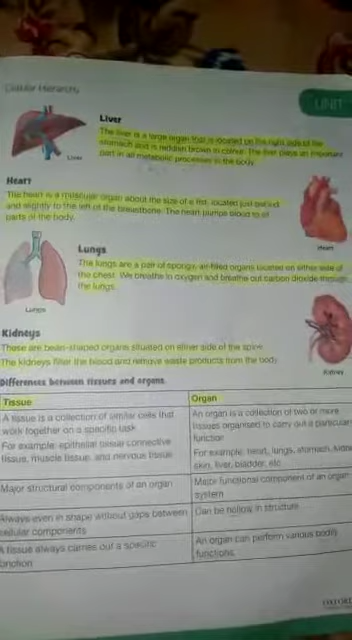 Cellular Hierarchy
UNIT
Liver
The liver is a large organ that is located on the right side of the
stomach and is reddish brown in colour. The liver plays an important
part in all metabolic processes in the body.
Liver
Heart
The heart is a muscular organ about the size of a fist, located just behind
and slightly to the left of the breastbone. The heart pumps blood to all
parts of the body.
Heart
Lungs
The lungs are a pair of spongy, air-filled organs located on either side of
the chest. We breathe in oxygen and breathe out carbon dioxide through
the lungs.
Lungs
Kidneys
These are bean-shaped organs situated on either side of the spine.
The kidneys filter the blood and remove waste products from the body.
Kidney
Differences between tissues and organs
Tissue
Organ
A tissue is a collection of similar cells that
work together on a specific task.
For example: epithelial tissue, connective
tissue, muscle tissue, and nervous tissue
An organ is a collection of two or more
tissues organised to carry out a particular
function
For example: heart, lungs, stomach, kidney,
skin, liver, bladder, etc
Major structural components of an organ
Major functional component of an organ
system
Always even in shape without gaps between
cellular components
Can be hollow in structure
A tissue always carries out a specific
function
An organ can perform various bodily
functions.
OXFORD